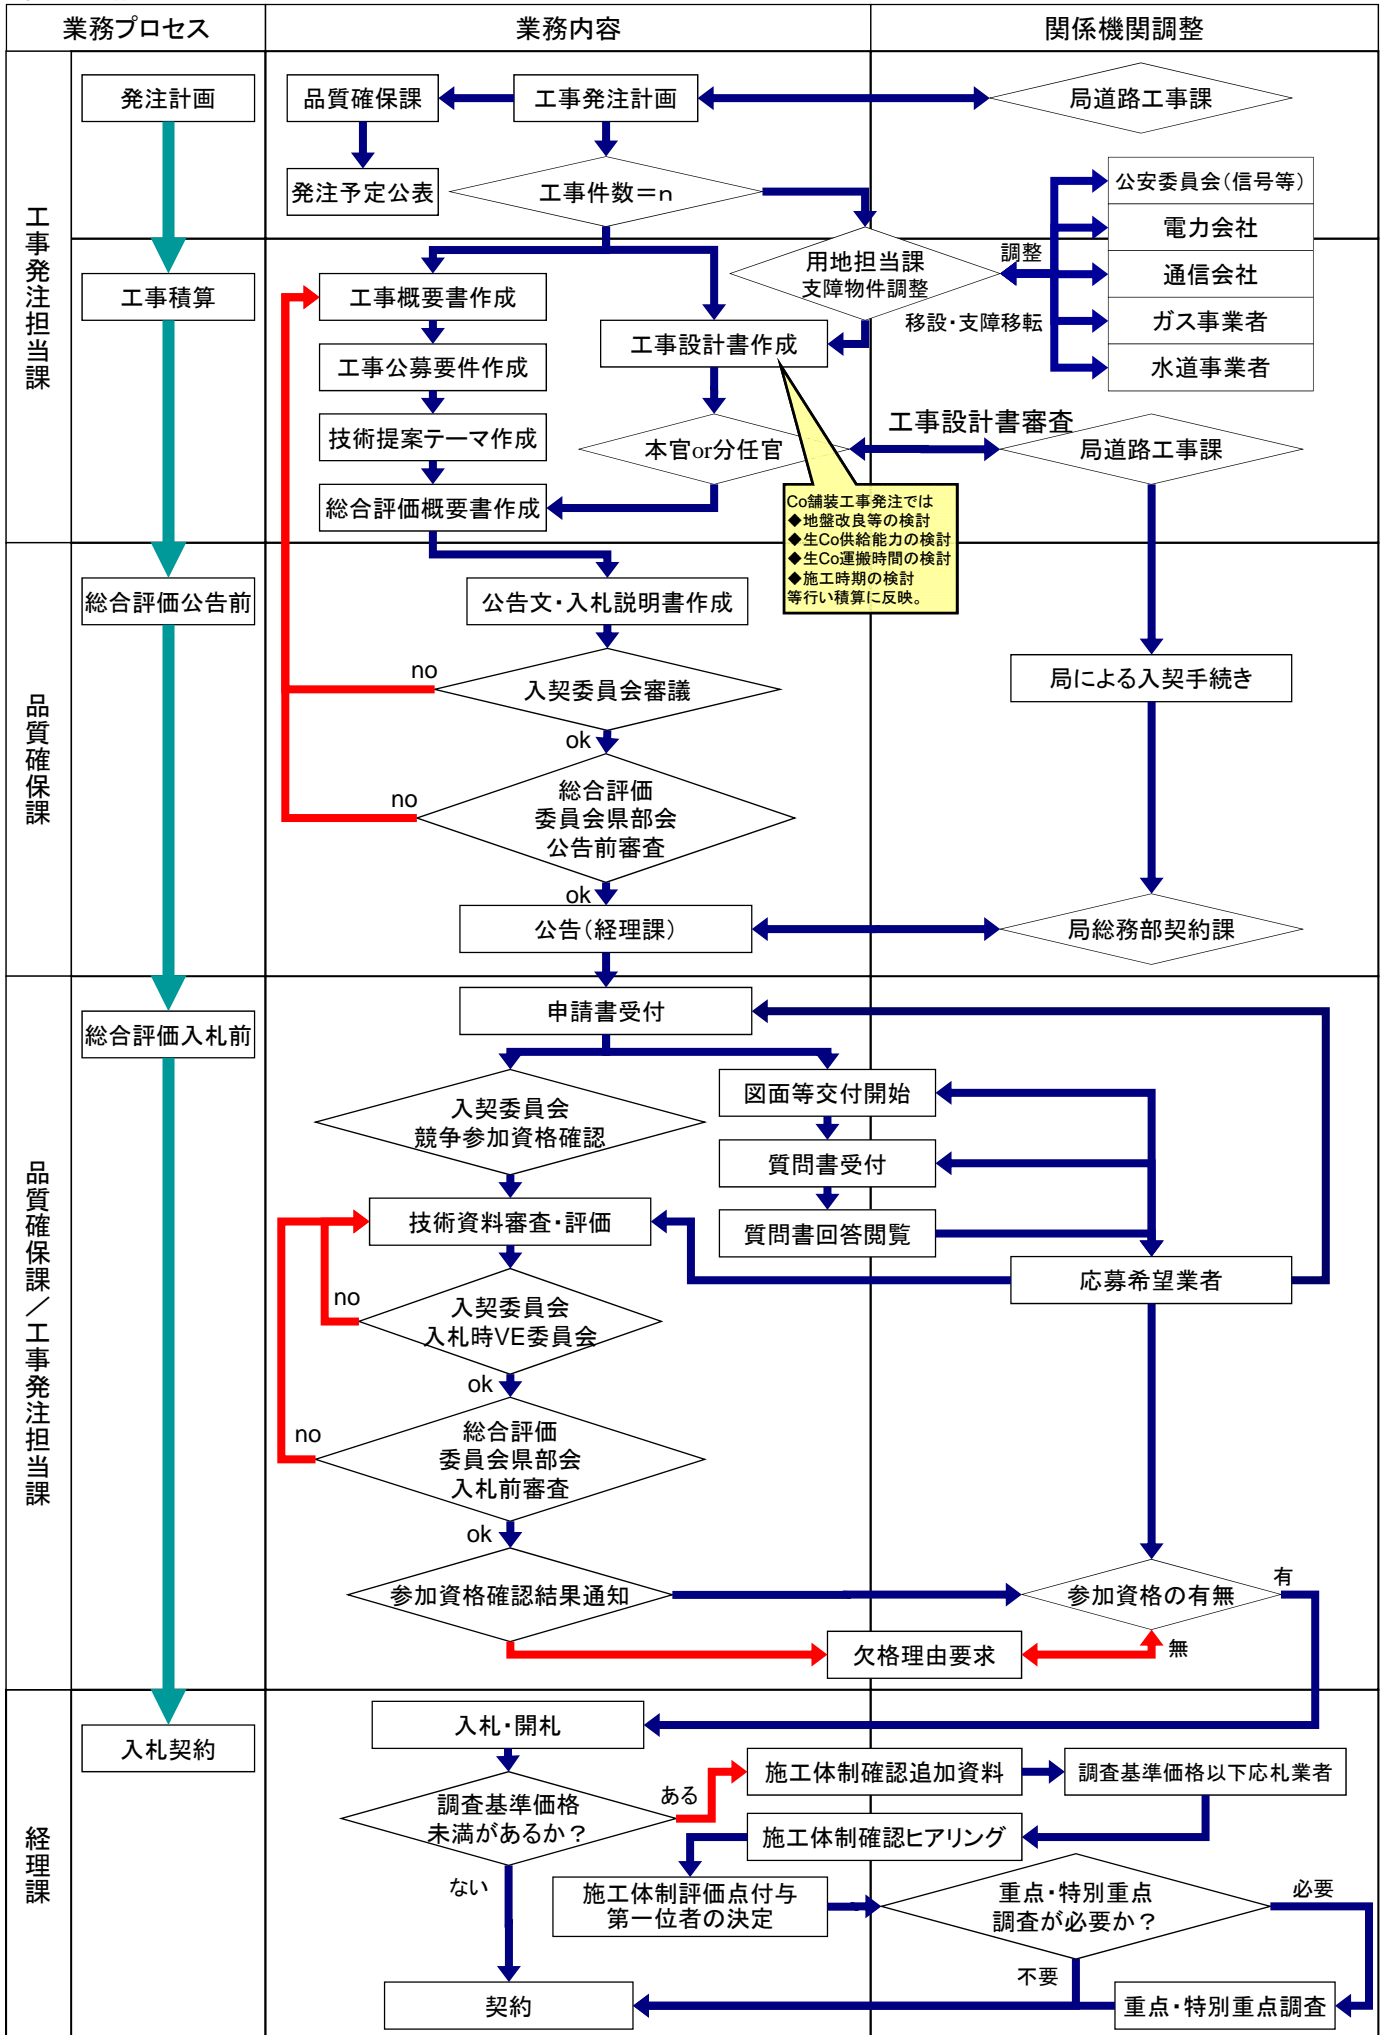 業務プロセス
業務内容
関係機関調整
工事発注担当課
発注計画
品質確保課
工事発注計画
局道路工事課
発注予定公表
工事件数＝ｎ
公安委員会（信号等）
電力会社
通信会社
ガス事業者
水道事業者
用地担当課
支障物件調整
調整
移設・支障移転
工事積算
工事概要書作成
工事設計書作成
工事公募要件作成
技術提案テーマ作成
本官or分任官
工事設計書審査
局道路工事課
総合評価概要書作成
Co舗装工事発注では
◆地盤改良等の検討
◆生Co供給能力の検討
◆生Co運搬時間の検討
◆施工時期の検討
等行い積算に反映。
品質確保課
総合評価公告前
公告文・入札説明書作成
no
入契委員会審議
局による入契手続き
ok
no
総合評価
委員会県部会
公告前審査
ok
公告（経理課）
局総務部契約課
品質確保課／工事発注担当課
総合評価入札前
申請書受付
入契委員会
競争参加資格確認
図面等交付開始
質問書受付
技術資料審査・評価
質問書回答閲覧
応募希望業者
no
入契委員会
入札時VE委員会
ok
no
総合評価
委員会県部会
入札前審査
ok
参加資格確認結果通知
参加資格の有無
有
欠格理由要求
無
経理課
入札契約
入札・開札
調査基準価格
未満があるか？
ある
施工体制確認追加資料
調査基準価格以下応札業者
施工体制確認ヒアリング
ない
施工体制評価点付与
第一位者の決定
重点・特別重点
調査が必要か？
必要
不要
契約
重点・特別重点調査